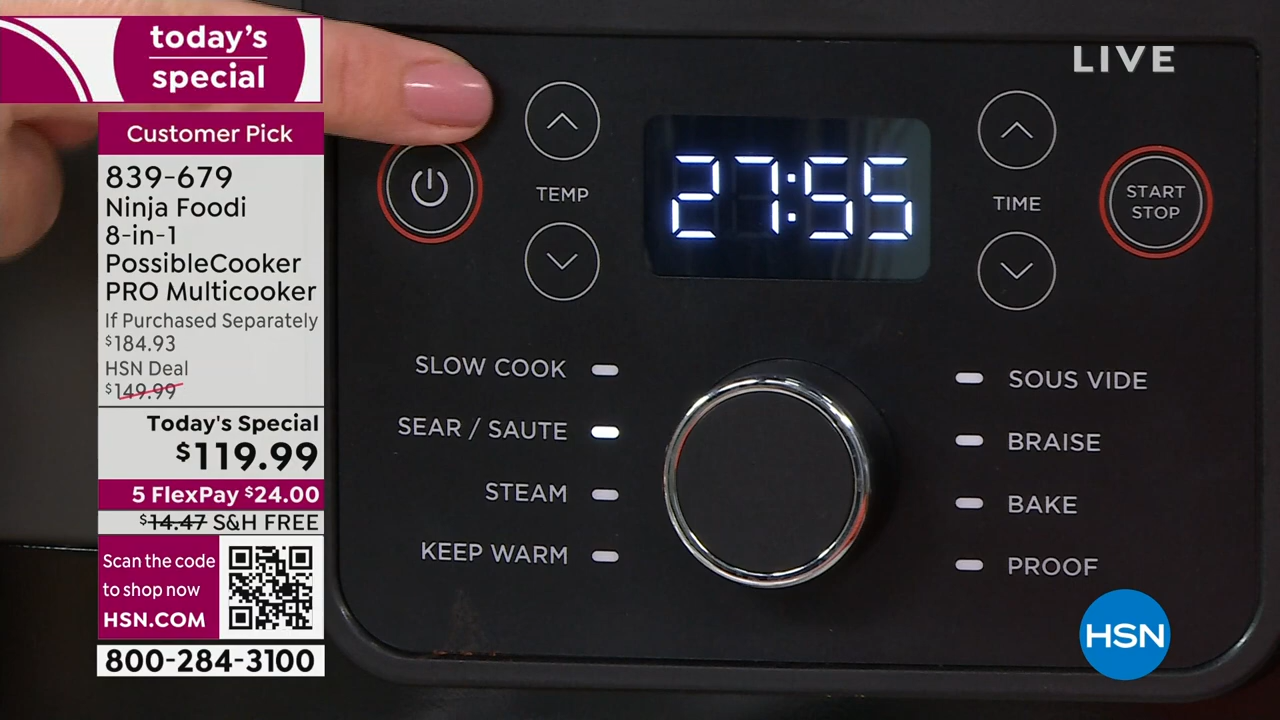 today's
special
Customer Pick
839-679
Ninja Foodi
8-in-1
PossibleCooker
PRO Multicooker
If Purchased Separately
$184.93
HSN Deal
$149.99
Today's Special
$119.99
5 FlexPay $24.00
$14.47 S&H FREE
Scan the code
to shop now
HSN.COM
800-284-3100
LIVE
TEMP
27:55
TIME
START
STOP
SLOW COOK
SEAR / SAUTE
STEAM
KEEP WARM
SOUS VIDE
BRAISE
BAKE
PROOF
HSN